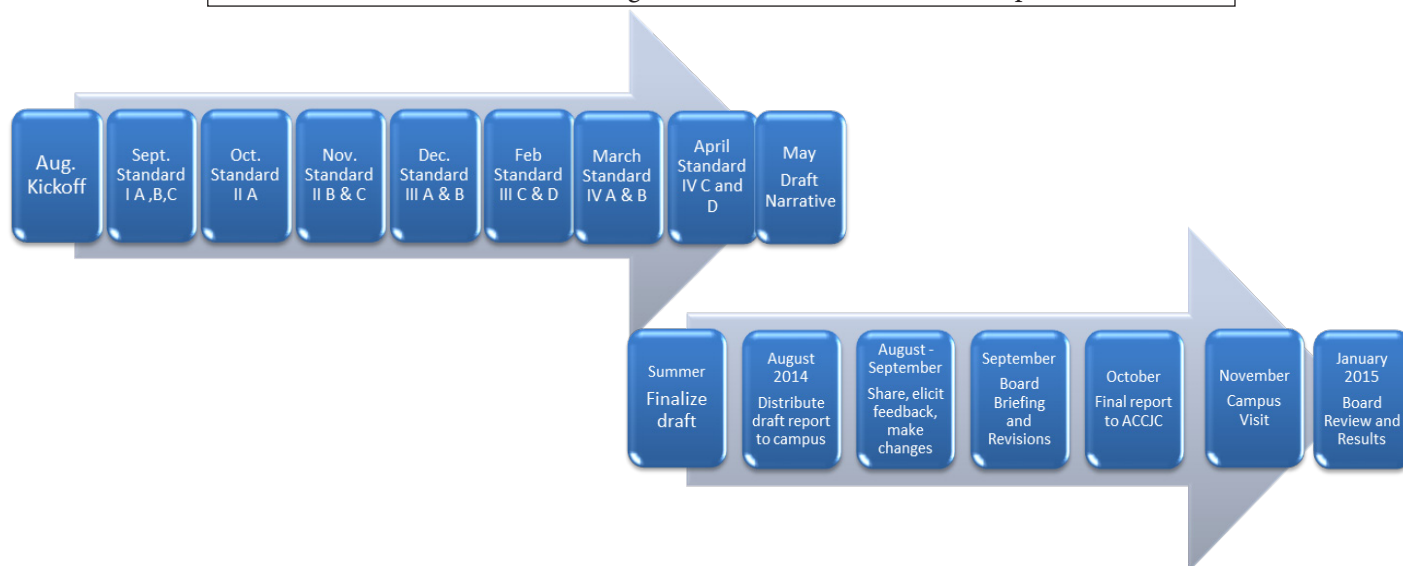 Aug.
Kickoff
Sept.
Standard
I A ,B,C
Oct.
Standard
II A
Nov.
Standard
II B & C
Dec.
Standard
III A & B
Feb
Standard
III C & D
March
Standard
IV A & B
April
Standard
IV C and
D
May
Draft
Narrative
Summer
Finalize
draft
August
2014
Distribute
draft report
to campus
August -
September
Share, elicit
feedback,
make
changes
September
Board
Briefing
and
Revisions
October
Final report
to ACCJC
November
Campus
Visit
January
2015
Board
Review and
Results